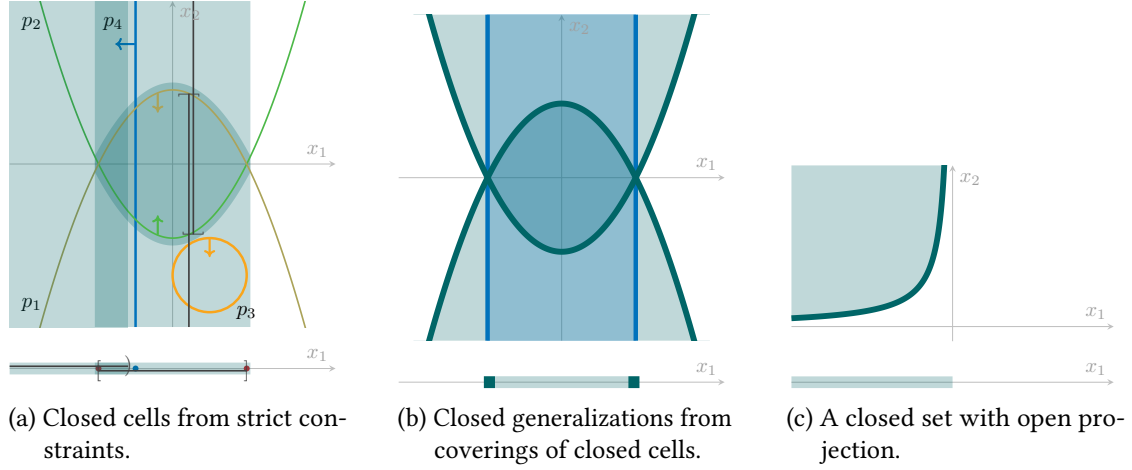 p₂
p₄
x₂
x₁
p₁
p₃
x₁
(a) Closed cells from strict con-
straints.
x₂
x₁
x₁
(b) Closed generalizations from
coverings of closed cells.
x₂
x₁
x₁
(c) A closed set with open pro-
jection.